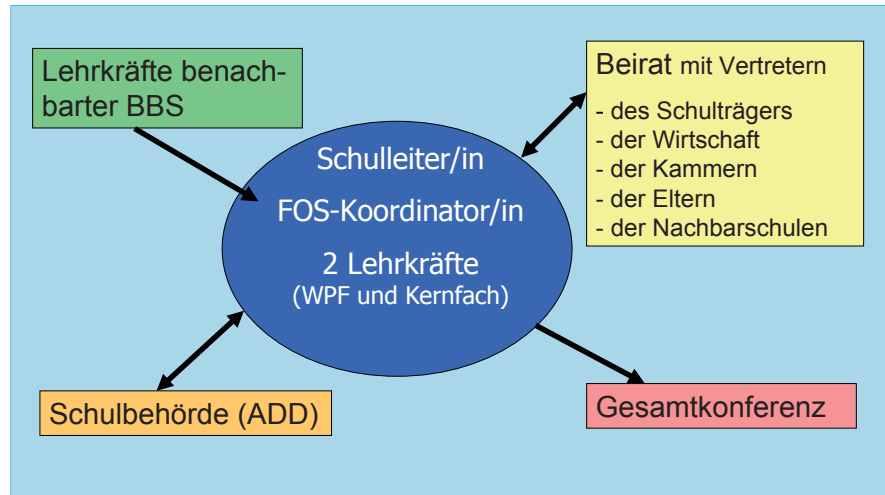 Lehrkräfte benach-
barter BBS
Beirat mit Vertretern
- des Schulträgers
- der Wirtschaft
- der Kammern
- der Eltern
- der Nachbarschulen
Schulleiter/in
FOS-Koordinator/in
2 Lehrkräfte
(WPF und Kernfach)
Schulbehörde (ADD)
Gesamtkonferenz